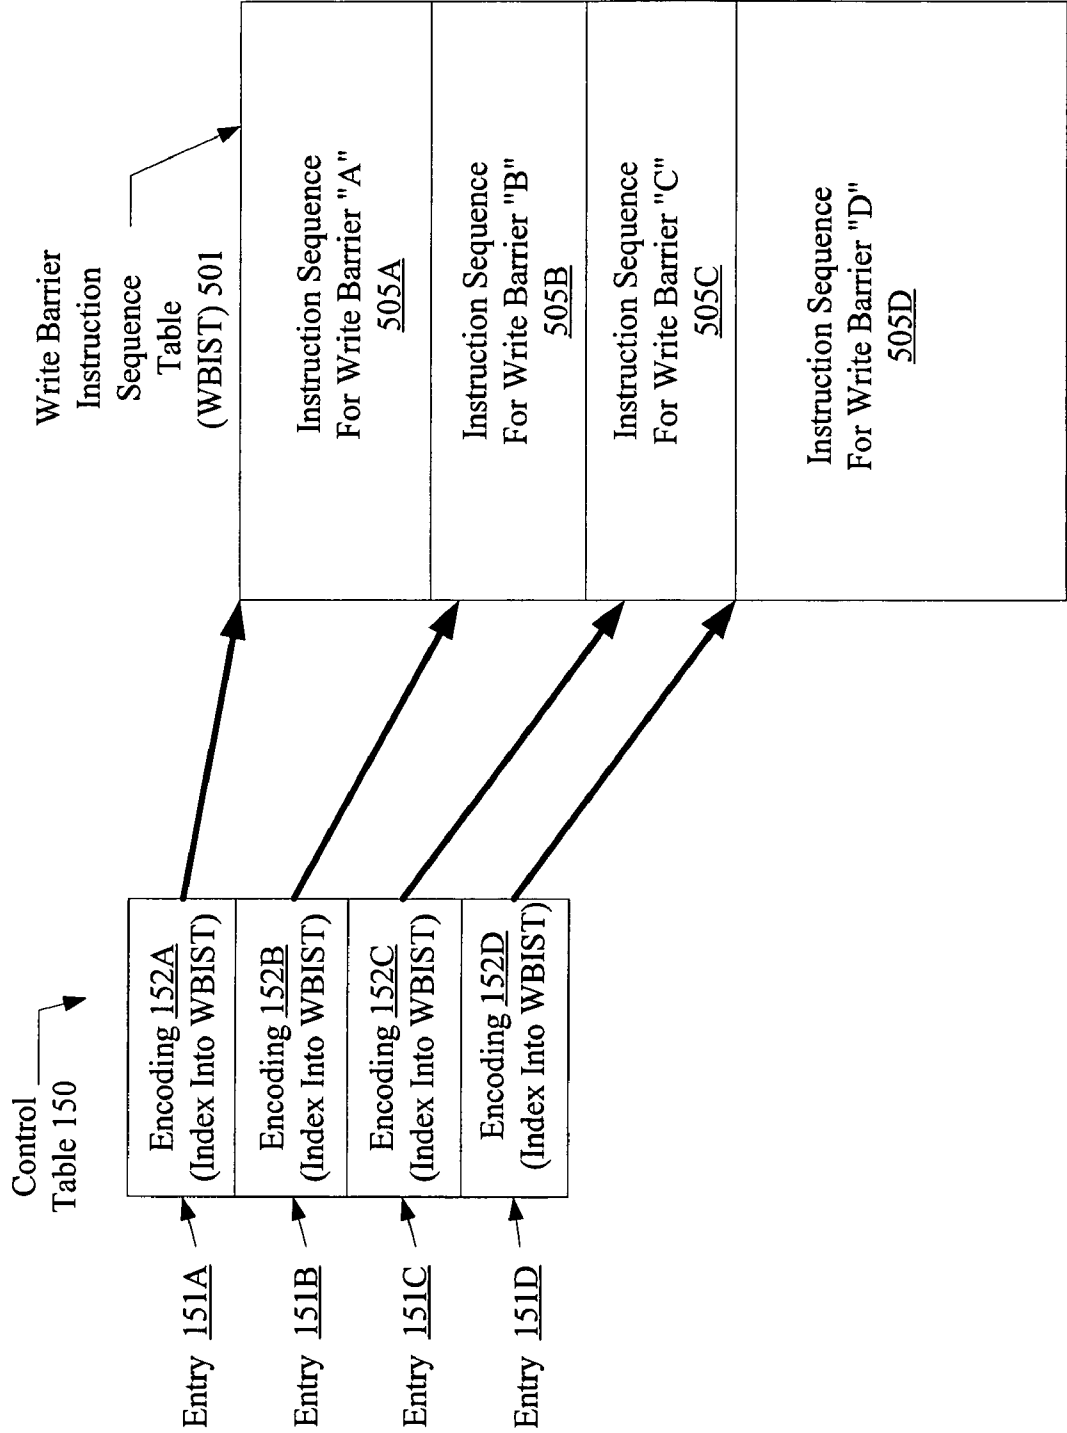 Control
Table 150
Entry 151A
Entry 151B
Entry 151C
Entry 151D
Encoding 152A
(Index Into WBIST)
Encoding 152B
(Index Into WBIST)
Encoding 152C
(Index Into WBIST)
Encoding 152D
(Index Into WBIST)
Write Barrier
Instruction
Sequence
Table
(WBIST) 501
Instruction Sequence
For Write Barrier "A"
505A
Instruction Sequence
For Write Barrier "B"
505B
Instruction Sequence
For Write Barrier "C"
505C
Instruction Sequence
For Write Barrier "D"
505D